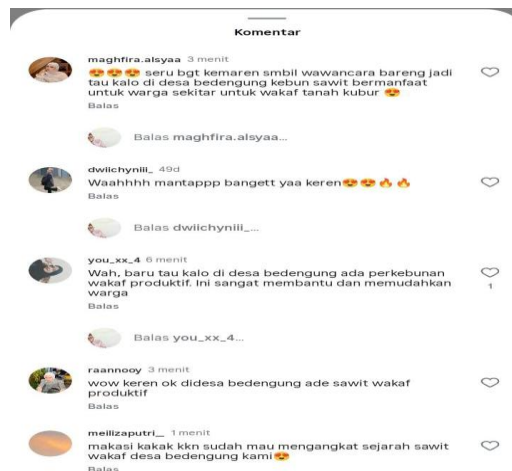 Komentar
maghfira.alsyaa 3 menit
😍😍😍 seru bgt kemaren smbil wawancara bareng jadi
tau kalo di desa bedengung kebun sawit bermanfaat
untuk warga sekitar untuk wakaf tanah kubur 😍
Balas
Balas maghfira.alsyaa...
dwiichyniii_ 49d
Waahhhh mantappp bangett yaa keren😍😍🔥🔥
Balas
Balas dwiichyniii_...
you_xx_4 6 menit
Wah, baru tau kalo di desa bedengung ada perkebunan
wakaf produktif. Ini sangat membantu dan memudahkan
warga
1
Balas
Balas you_xx_4...
raannooy 3 menit
wow keren ok didesa bedengung ade sawit wakaf
produktif
Balas
meilizaputri__ 1 menit
makasi kakak kkn sudah mau mengangkat sejarah sawit
wakaf desa bedengung kami😍
Balas